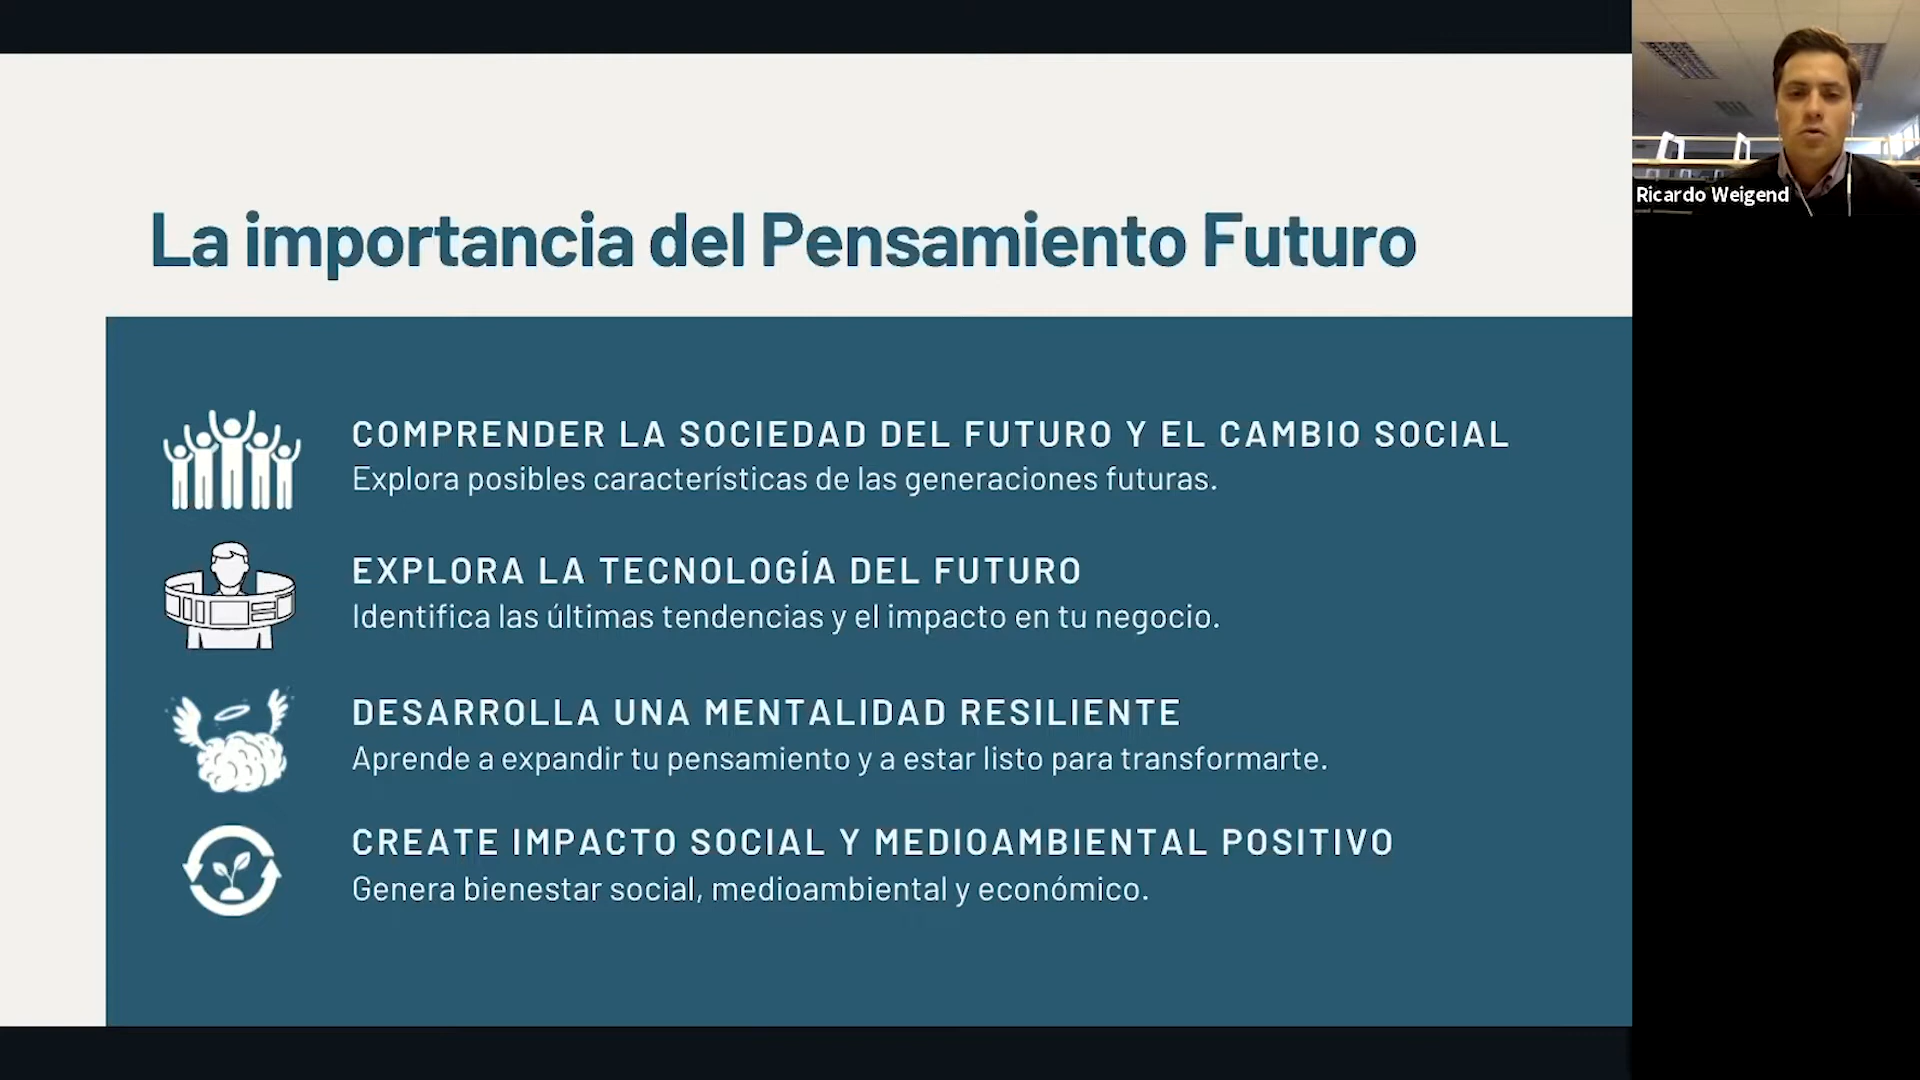 La importancia del Pensamiento Futuro
COMPRENDER LA SOCIEDAD DEL FUTURO Y EL CAMBIO SOCIAL
Explora posibles características de las generaciones futuras.
EXPLORA LA TECNOLOGÍA DEL FUTURO
Identifica las últimas tendencias y el impacto en tu negocio.
DESARROLLA UNA MENTALIDAD RESILIENTE
Aprende a expandir tu pensamiento y a estar listo para transformarte.
CREATE IMPACTO SOCIAL Y MEDIOAMBIENTAL POSITIVO
Genera bienestar social, medioambiental y económico.
Ricardo Weigend